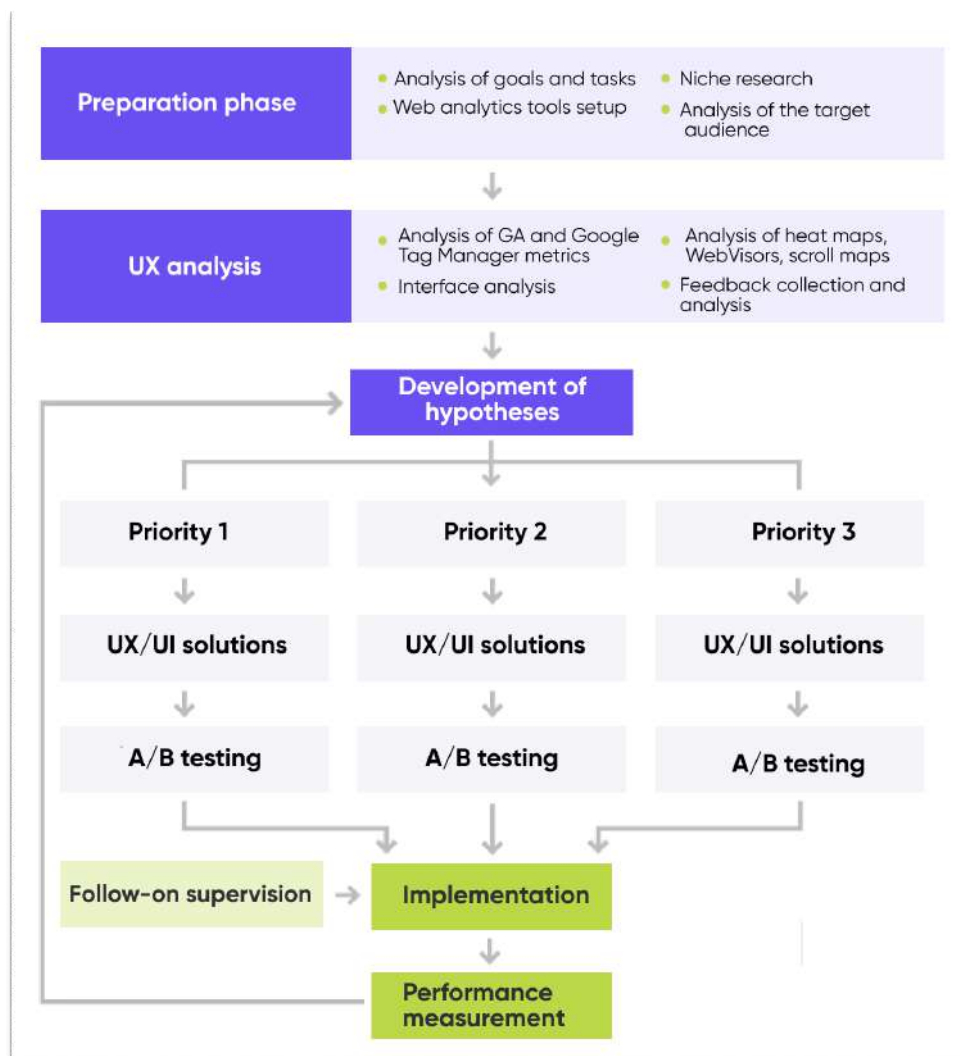 Preparation phase
Analysis of goals and tasks
Web analytics tools setup
Niche research
Analysis of the target
audience
UX analysis
Analysis of GA and Google
Tag Manager metrics
Interface analysis
Analysis of heat maps,
WebVisors, scroll maps
Feedback collection and
analysis
Development of
hypotheses
Priority 1
Priority 2
Priority 3
UX/UI solutions
UX/UI solutions
UX/UI solutions
A/B testing
A/B testing
A/B testing
Follow-on supervision
Implementation
Performance
measurement